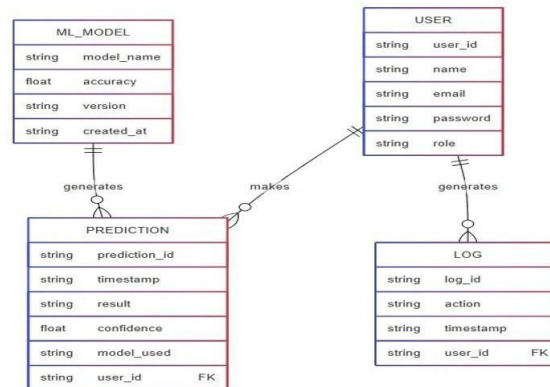 ML_MODEL
string model_name
float accuracy
string version
string created_at
USER
string user_id
string name
string email
string password
string role
generates
makes
generates
PREDICTION
string prediction_id
string timestamp
string result
float confidence
string model_used
string user_id FK
LOG
string log_id
string action
string timestamp
string user_id FK